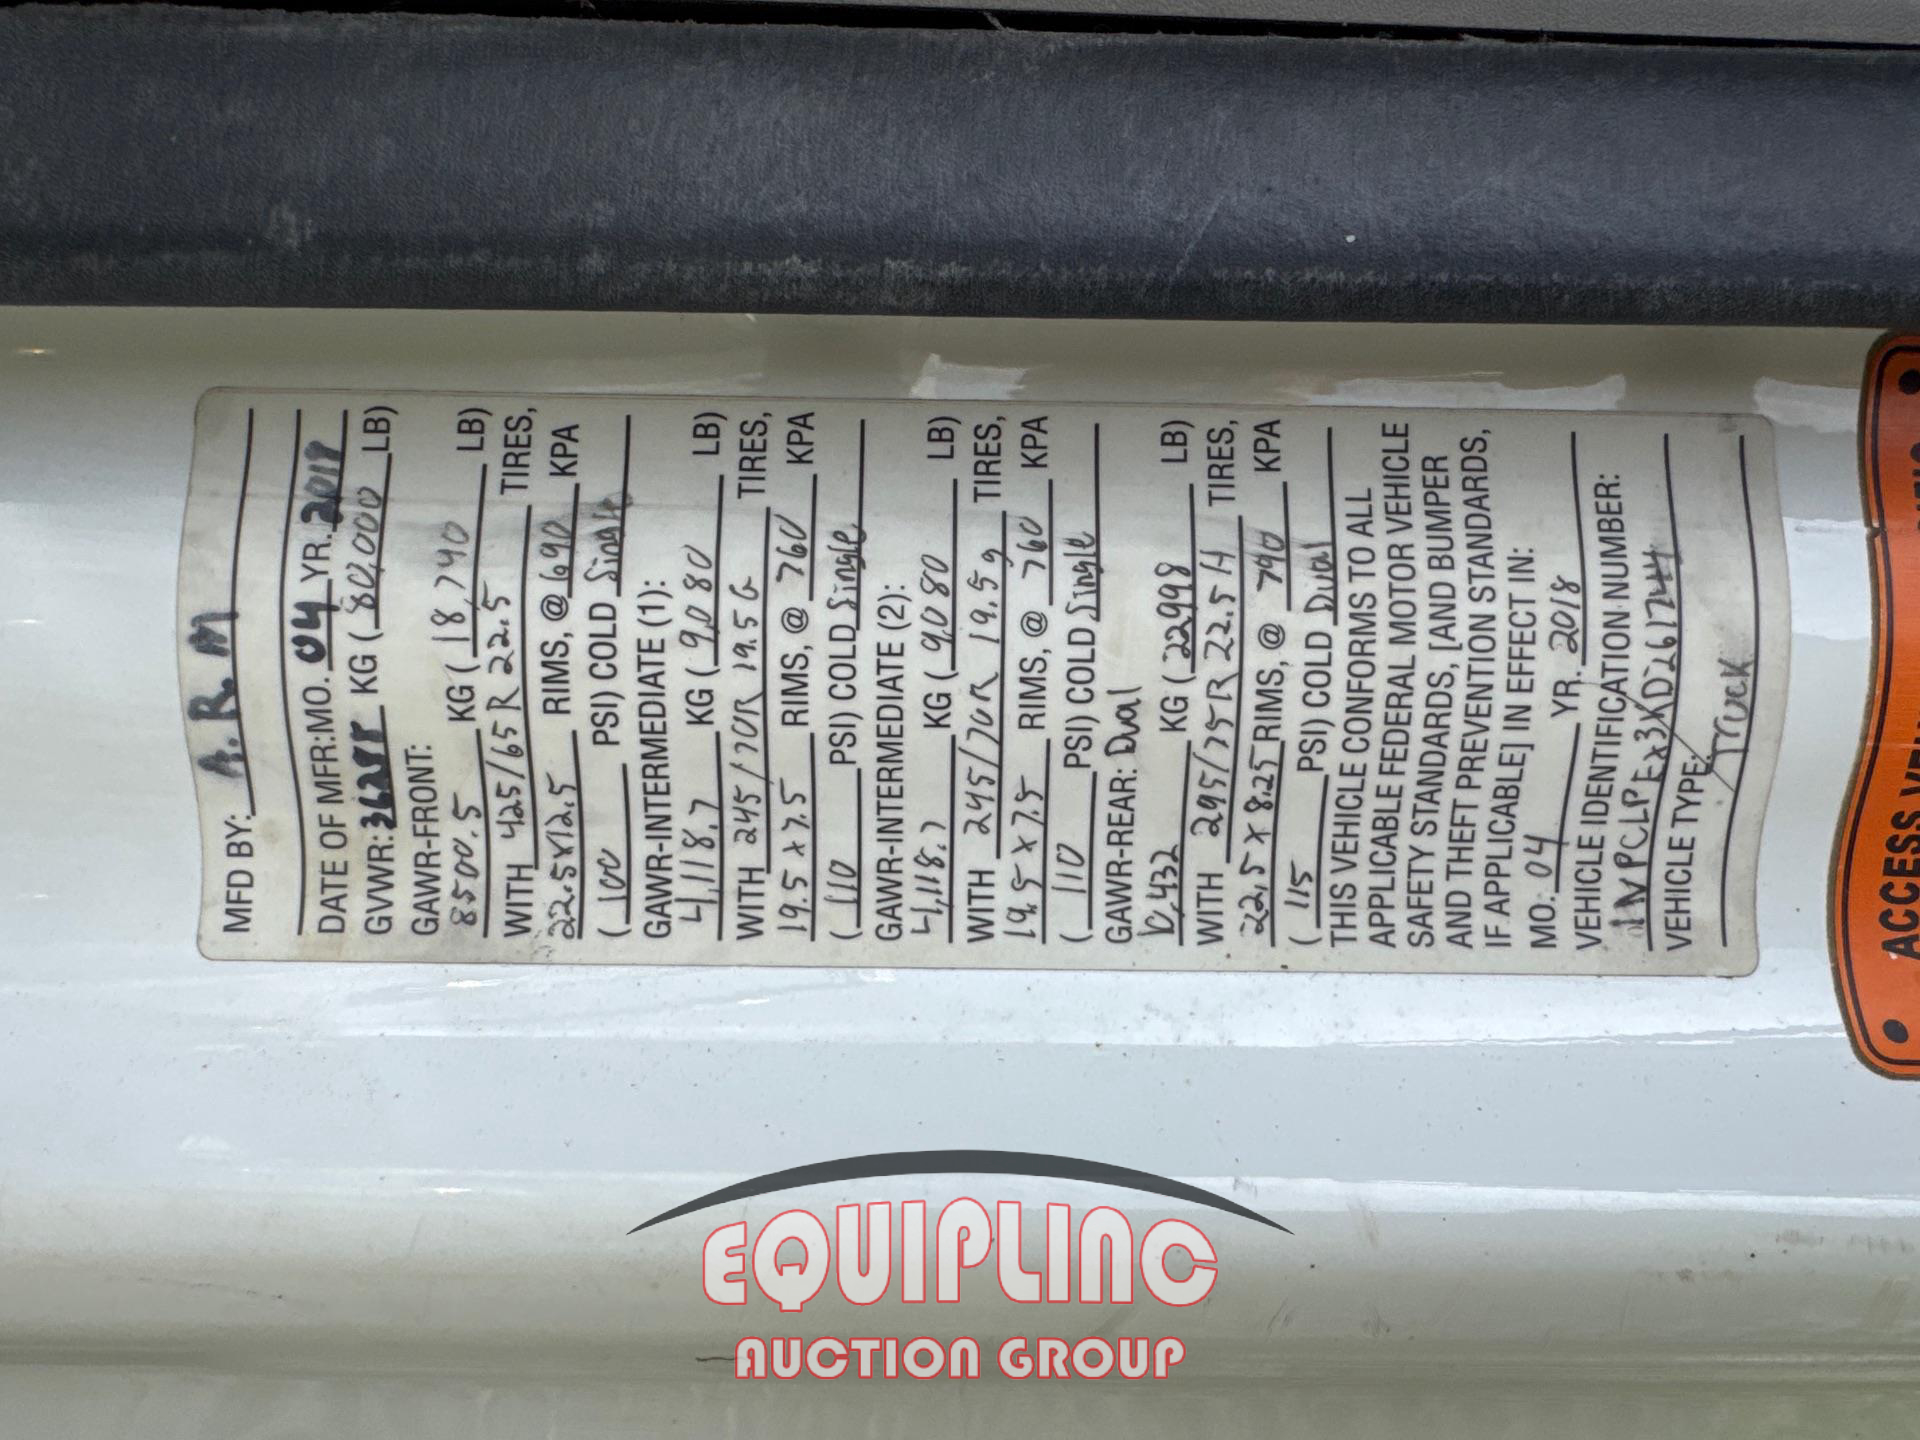 MFD BY: A.R.M
DATE OF MFR:MO. 04 YR. 2018
GVWR: 36288 KG ( 80,000 LB)
GAWR-FRONT:
8500.5 KG ( 18,740 LB)
WITH 425/65R 22.5 TIRES,
22.5x12.5 RIMS, @ 690 KPA
( 100 PSI) COLD Single
GAWR-INTERMEDIATE (1):
4,118.7 KG ( 9,080 LB)
WITH 245/70R 19.5 G TIRES,
19.5 x 7.5 RIMS, @ 760 KPA
( 110 PSI) COLD Single
GAWR-INTERMEDIATE (2):
4,118.7 KG ( 9,080 LB)
WITH 245/70R 19.5 g TIRES,
19.5 x 7.5 RIMS, @ 760 KPA
( 110 PSI) COLD Single
GAWR-REAR: Dual
10,432 KG ( 22998 LB)
WITH 295/75R 22.5 H TIRES,
22.5 x 8.25 RIMS, @ 790 KPA
( 115 PSI) COLD Dual
THIS VEHICLE CONFORMS TO ALL
APPLICABLE FEDERAL MOTOR VEHICLE
SAFETY STANDARDS, [AND BUMPER
AND THEFT PREVENTION STANDARDS,
IF APPLICABLE] IN EFFECT IN:
MO. 04 YR. 2018
VEHICLE IDENTIFICATION NUMBER:
1NPCLPEX3XD261744
VEHICLE TYPE:
Truck
ACCESS
EQUIPLINC
AUCTION GROUP